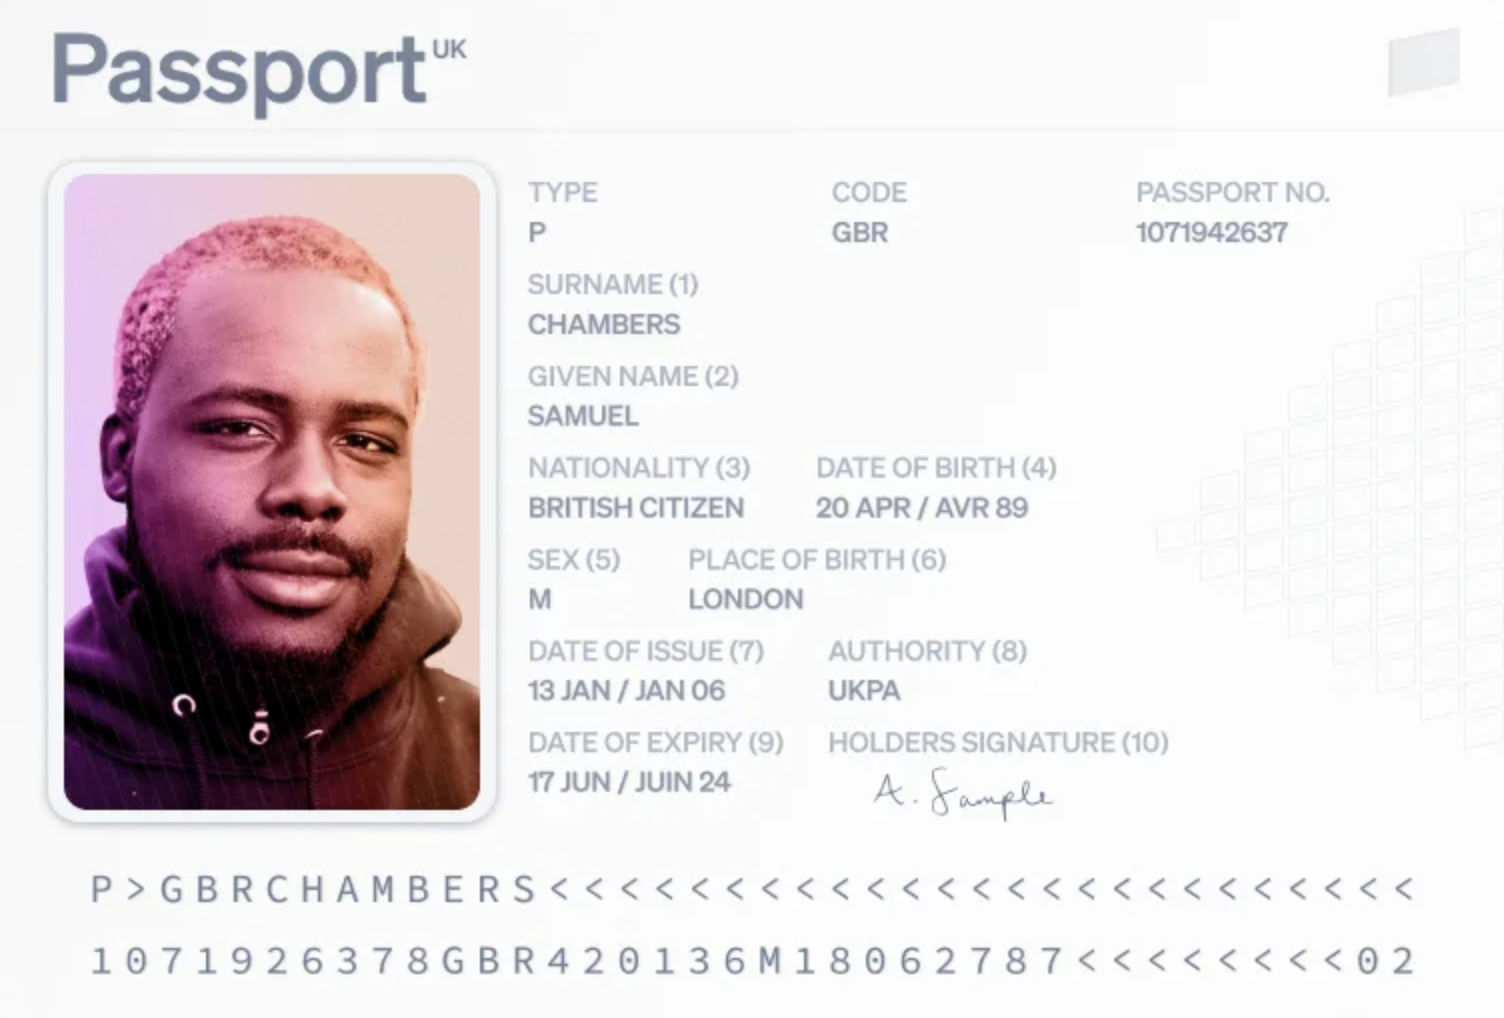 Passport UK
TYPE CODE PASSPORT NO.
P GBR 1071942637
SURNAME (1)
CHAMBERS
GIVEN NAME (2)
SAMUEL
NATIONALITY (3) DATE OF BIRTH (4)
BRITISH CITIZEN 20 APR / AVR 89
SEX (5) PLACE OF BIRTH (6)
M LONDON
DATE OF ISSUE (7) AUTHORITY (8)
13 JAN / JAN 06 UKPA
DATE OF EXPIRY (9) HOLDERS SIGNATURE (10)
17 JUN / JUIN 24 A. Sample
P>GBRCHAMBERS<<<<<<<<<<<<<<<<<<<<<<<<<
1071926378GBR420136M18062787<<<<<<<<02